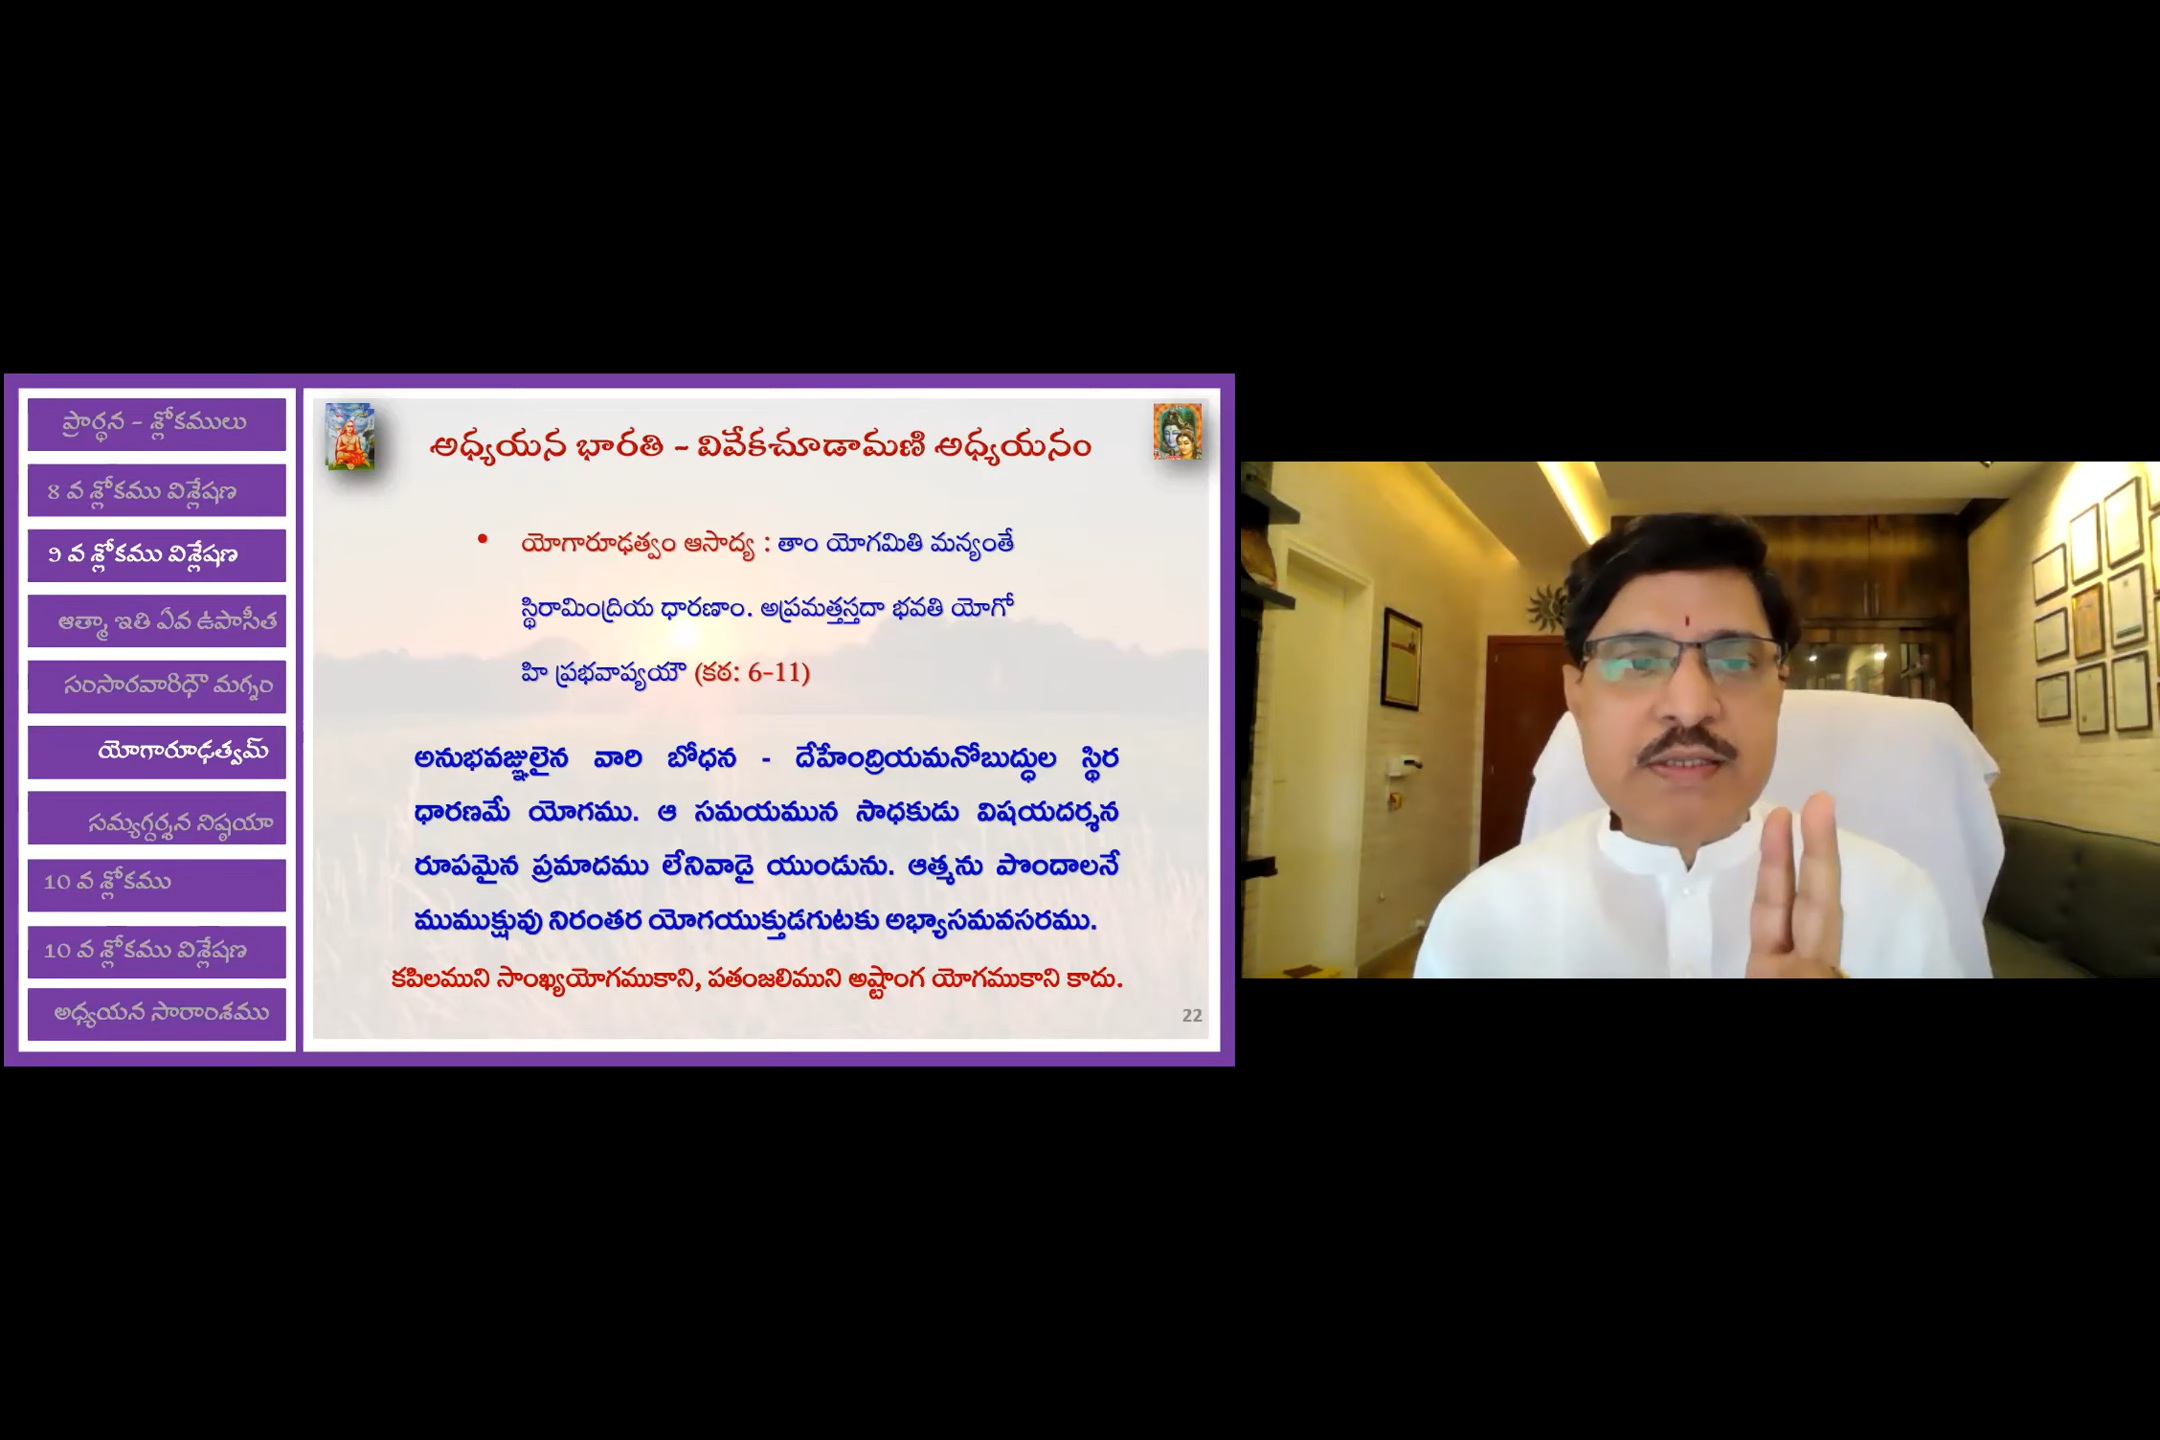 ప్రార్థన - శ్లోకములు
8 వ శ్లోకము విశ్లేషణ
9 వ శ్లోకము విశ్లేషణ
ఆత్మా ఇతి ఏవ ఉపాసీత
సంసారవారిధౌ మగ్నం
యోగారూఢత్వమ్
సమ్యగ్దర్శన నిష్ఠయా
10 వ శ్లోకము
10 వ శ్లోకము విశ్లేషణ
అధ్యయన సారాంశము
అధ్యయన భారతి - వివేకచూడామణి అధ్యయనం
• యోగారూఢత్వం ఆసాద్య : తాం యోగమితి మన్యంతే
స్థిరామింద్రియ ధారణాం. అప్రమత్తస్తదా భవతి యోగో
హి ప్రభవాప్యయౌ (కఠ: 6-11)
అనుభవజ్ఞులైన వారి బోధన - దేహేంద్రియమనోబుద్ధుల స్థిర
ధారణమే యోగము. ఆ సమయమున సాధకుడు విషయదర్శన
రూపమైన ప్రమాదము లేనివాడై యుండును. ఆత్మను పొందాలనే
ముముక్షువు నిరంతర యోగయుక్తుడగుటకు అభ్యాసమవసరము.
కపిలముని సాంఖ్యయోగముకాని, పతంజలిముని అష్టాంగ యోగముకాని కాదు.
22